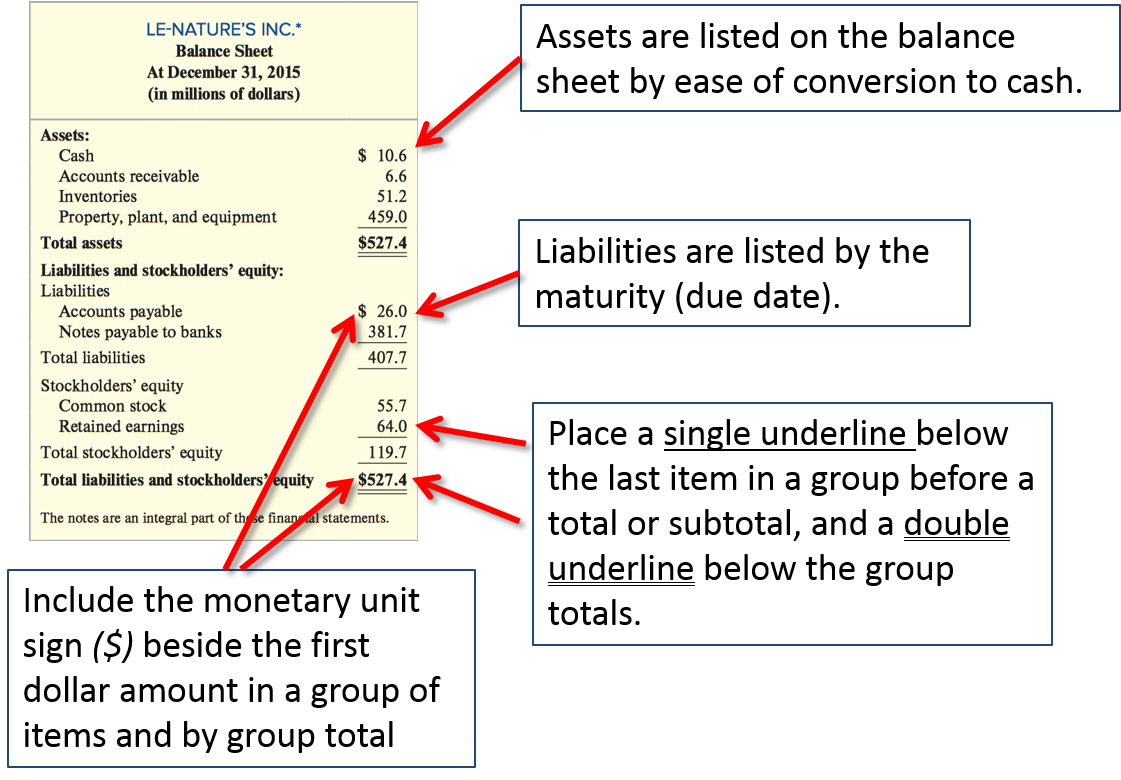 LE-NATURE'S INC.*
Balance Sheet
At December 31, 2015
(in millions of dollars)
Assets:
Cash $ 10.6
Accounts receivable 6.6
Inventories 51.2
Property, plant, and equipment 459.0
Total assets $527.4
Liabilities and stockholders' equity:
Liabilities
Accounts payable $ 26.0
Notes payable to banks 381.7
Total liabilities 407.7
Stockholders' equity
Common stock 55.7
Retained earnings 64.0
Total stockholders' equity 119.7
Total liabilities and stockholders' equity $527.4
The notes are an integral part of these financial statements.
Assets are listed on the balance
sheet by ease of conversion to cash.
Liabilities are listed by the
maturity (due date).
Place a single underline below
the last item in a group before a
total or subtotal, and a double
underline below the group
totals.
Include the monetary unit
sign ($) beside the first
dollar amount in a group of
items and by group total